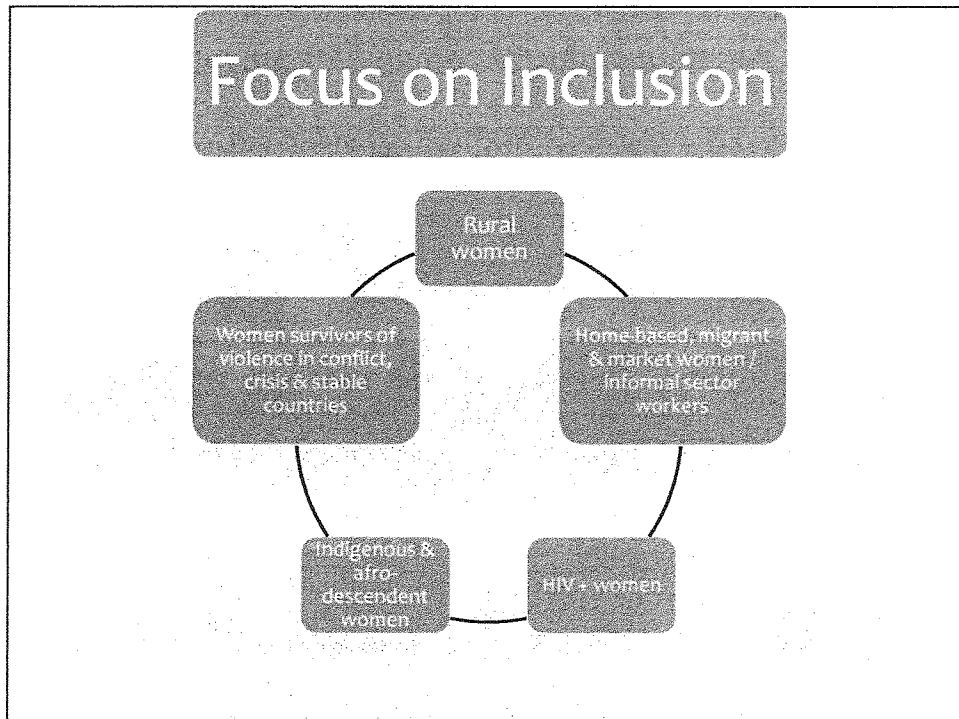 Focus on Inclusion
Rural
women
Women survivors of
violence in conflict,
crisis & stable
countries
Home-based, migrant
& market women /
informal sector
workers
Indigenous &
afro-
descendent
women
HIV + women